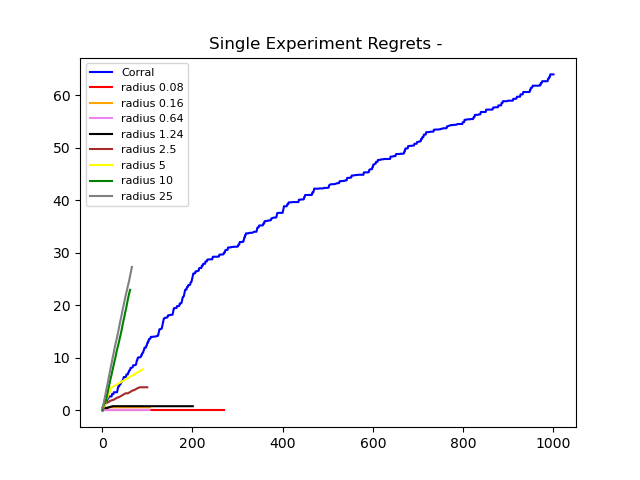 Single Experiment Regrets -
Corral
radius 0.08
radius 0.16
radius 0.64
radius 1.24
radius 2.5
radius 5
radius 10
radius 25
60
50
40
30
20
10
0
0 200 400 600 800 1000